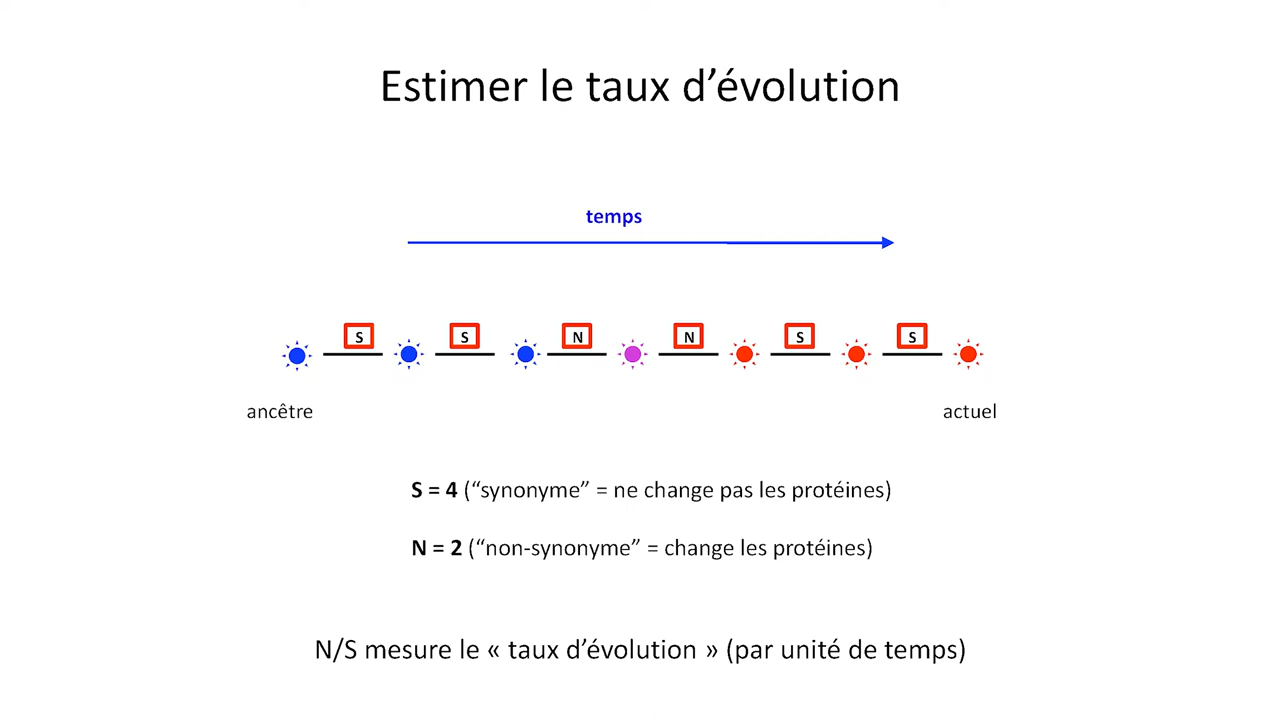 Estimer le taux d’évolution
temps
S S N N S S
ancêtre actuel
S = 4 (“synonyme” = ne change pas les protéines)
N = 2 (“non-synonyme” = change les protéines)
N/S mesure le « taux d’évolution » (par unité de temps)